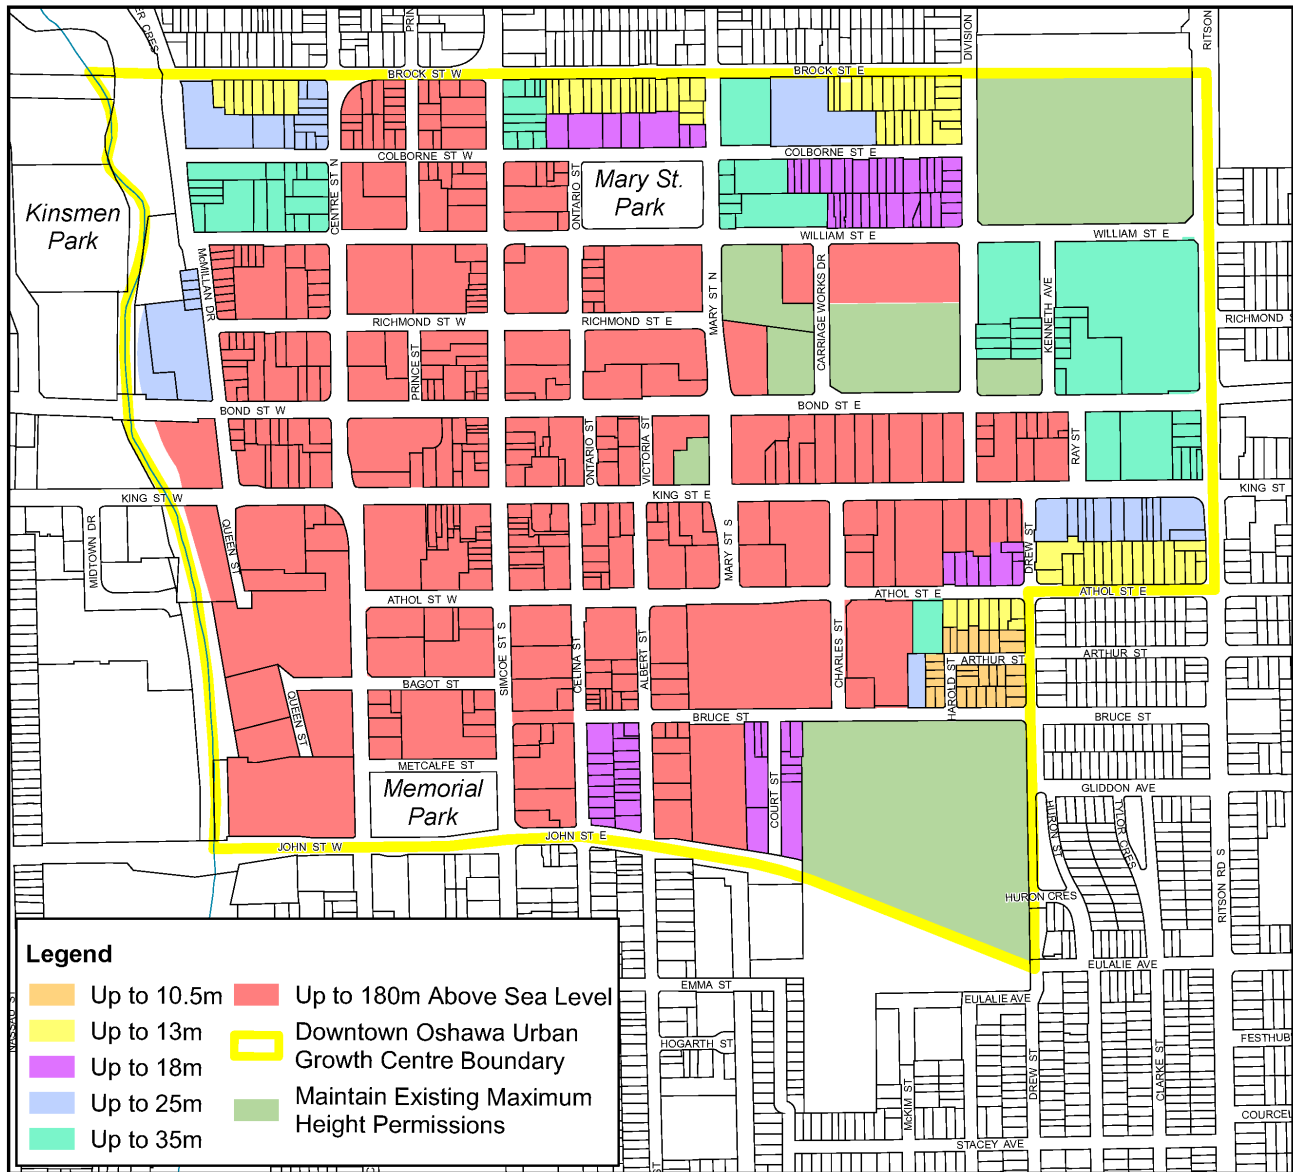 ER CRES
PRIN
DIVISION
RITSON
BROCK ST W
BROCK ST E
COLBORNE ST W
COLBORNE ST E
CENTRE ST N
ONTARIO ST
Mary St.
Park
Kinsmen
Park
WILLIAM ST E
WILLIAM ST E
McMILLAN DR
MARY ST N
CARRIAGE WORKS DR
KENNETH AVE
RICHMOND ST W
RICHMOND ST E
RICHMOND S
PRINCE ST
BOND ST W
BOND ST E
ONTARIO ST
VICTORIA ST
RAY ST
KING ST W
KING ST E
KING ST
MIDTOWN DR
QUEEN ST
MARY ST S
DREW ST
ATHOL ST W
ATHOL ST E
ATHOL ST E
SIMCOE ST S
CELINA ST
ALBERT ST
CHARLES ST
HAROLD ST
ARTHUR ST
ARTHUR ST
BAGOT ST
QUEEN ST
BRUCE ST
BRUCE ST
METCALFE ST
Memorial
Park
COURT ST
GLIDDON AVE
HURON ST
TYLOR CRES
JOHN ST W
JOHN ST E
RITSON RD S
HURON CRES
EULALIE AVE
EMMA ST
EULALIE AVE
HOGARTH ST
FESTHUB
NASSAU ST
McKIM ST
DREW ST
CLARKE ST
COURCEL
STACEY AVE
ST
Legend
Up to 10.5m
Up to 13m
Up to 18m
Up to 25m
Up to 35m
Up to 180m Above Sea Level
Downtown Oshawa Urban
Growth Centre Boundary
Maintain Existing Maximum
Height Permissions